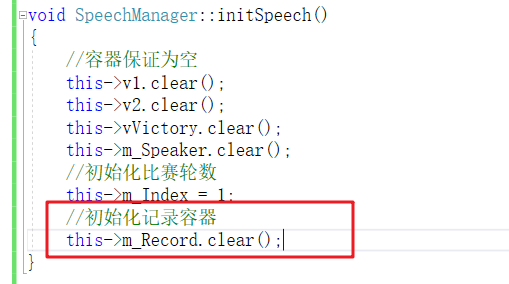 void SpeechManager::initSpeech()
{
//容器保证为空
this->v1.clear();
this->v2.clear();
this->vVictory.clear();
this->m_Speaker.clear();
//初始化比赛轮数
this->m_Index = 1;
//初始化记录容器
this->m_Record.clear();
}